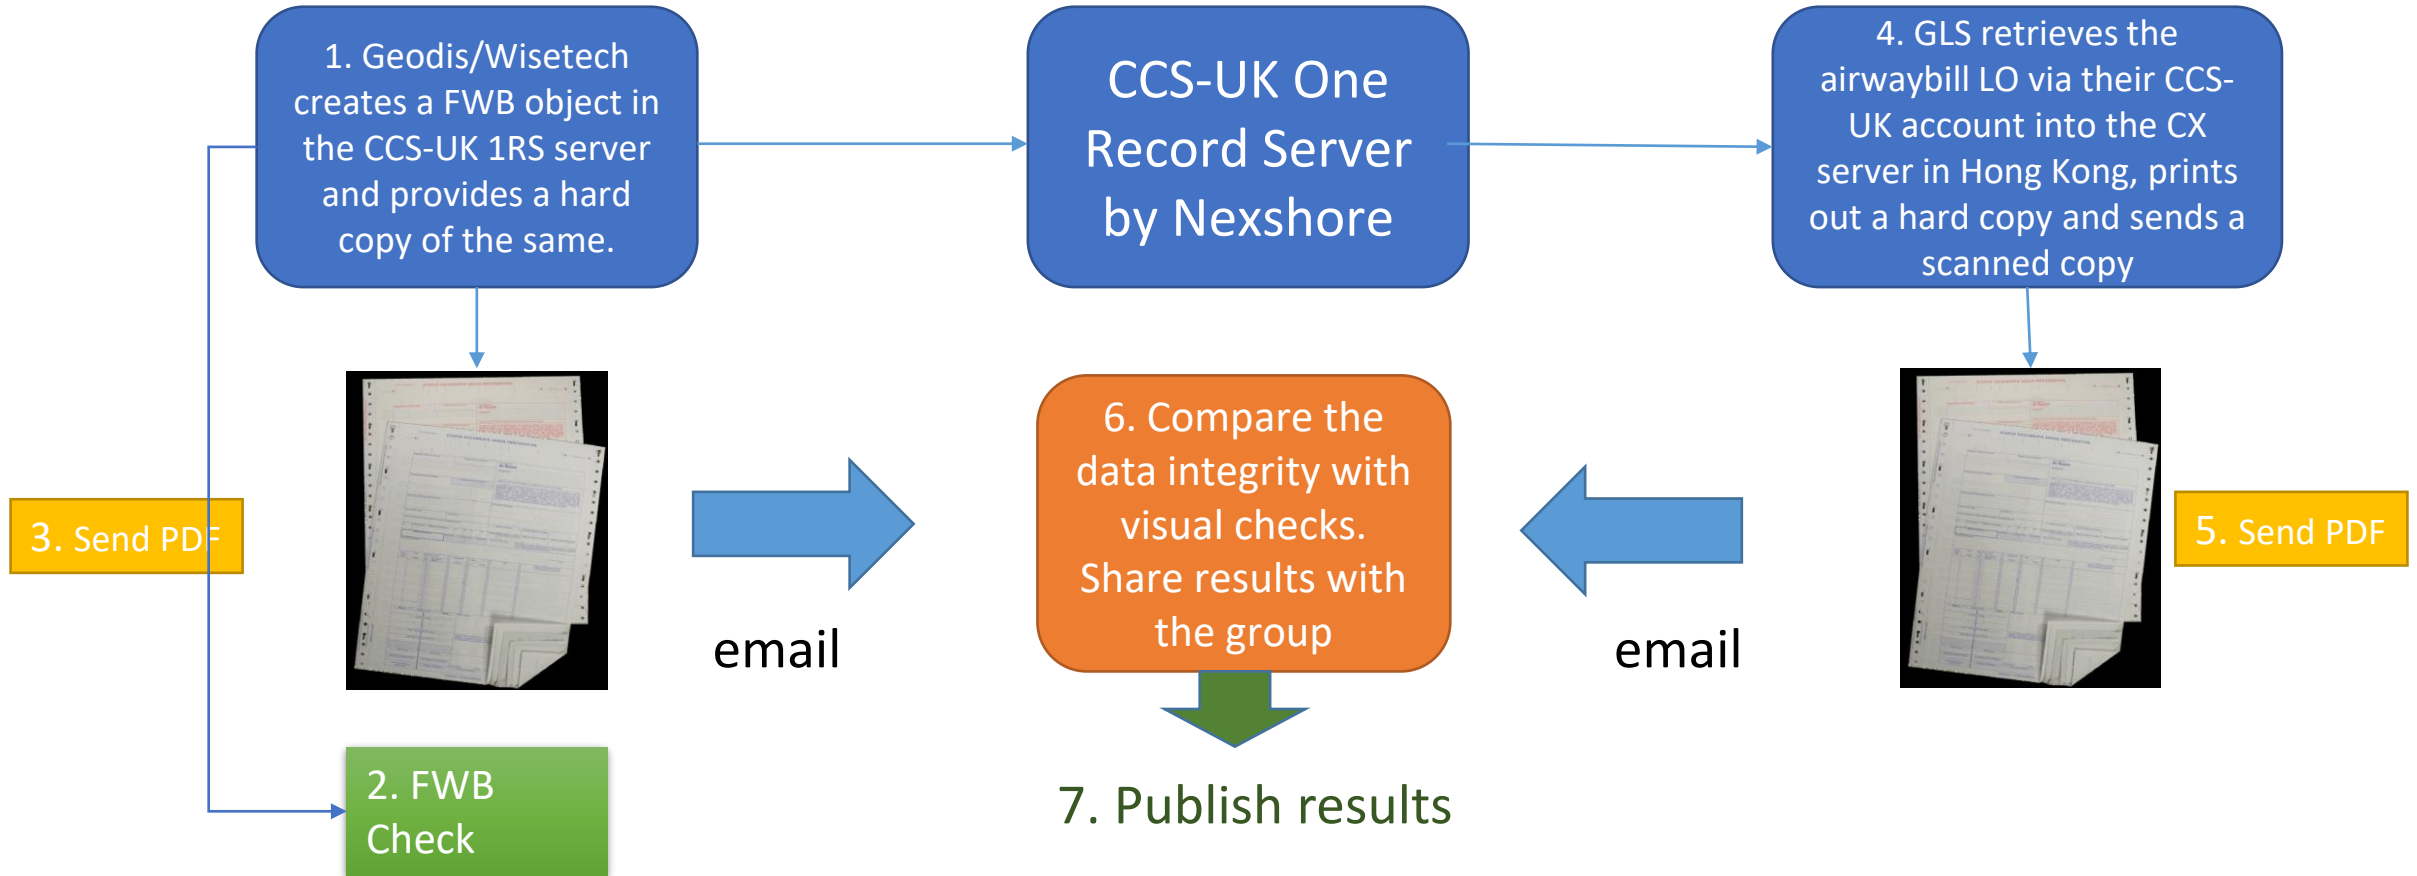 1. Geodis/Wisetech
creates a FWB object in
the CCS-UK 1RS server
and provides a hard
copy of the same.
CCS-UK One
Record Server
by Nexshore
4. GLS retrieves the
airwaybill LO via their CCS-
UK account into the CX
server in Hong Kong, prints
out a hard copy and sends a
scanned copy
3. Send PDF
email
6. Compare the
data integrity with
visual checks.
Share results with
the group
email
5. Send PDF
2. FWB
Check
7. Publish results